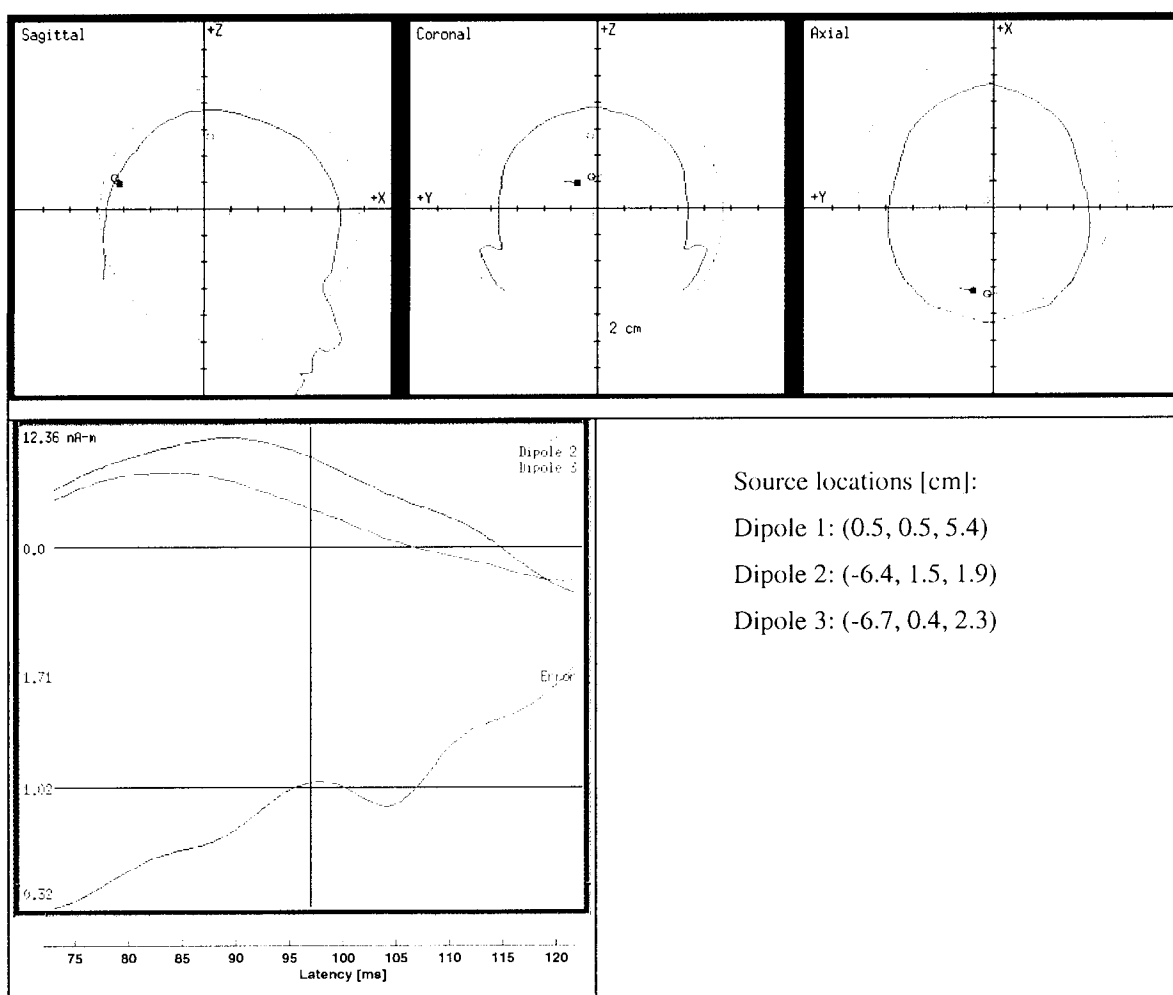 Sagittal
+Z
+X
Coronal
+Z
+Y
2 cm
Axial
+X
+Y
12.36 nA-m
Dipole 2
Dipole 3
0.0
1.71
Error
1.02
0.32
75 80 85 90 95 100 105 110 115 120
Latency [ms]
Source locations [cm]:
Dipole 1: (0.5, 0.5, 5.4)
Dipole 2: (-6.4, 1.5, 1.9)
Dipole 3: (-6.7, 0.4, 2.3)